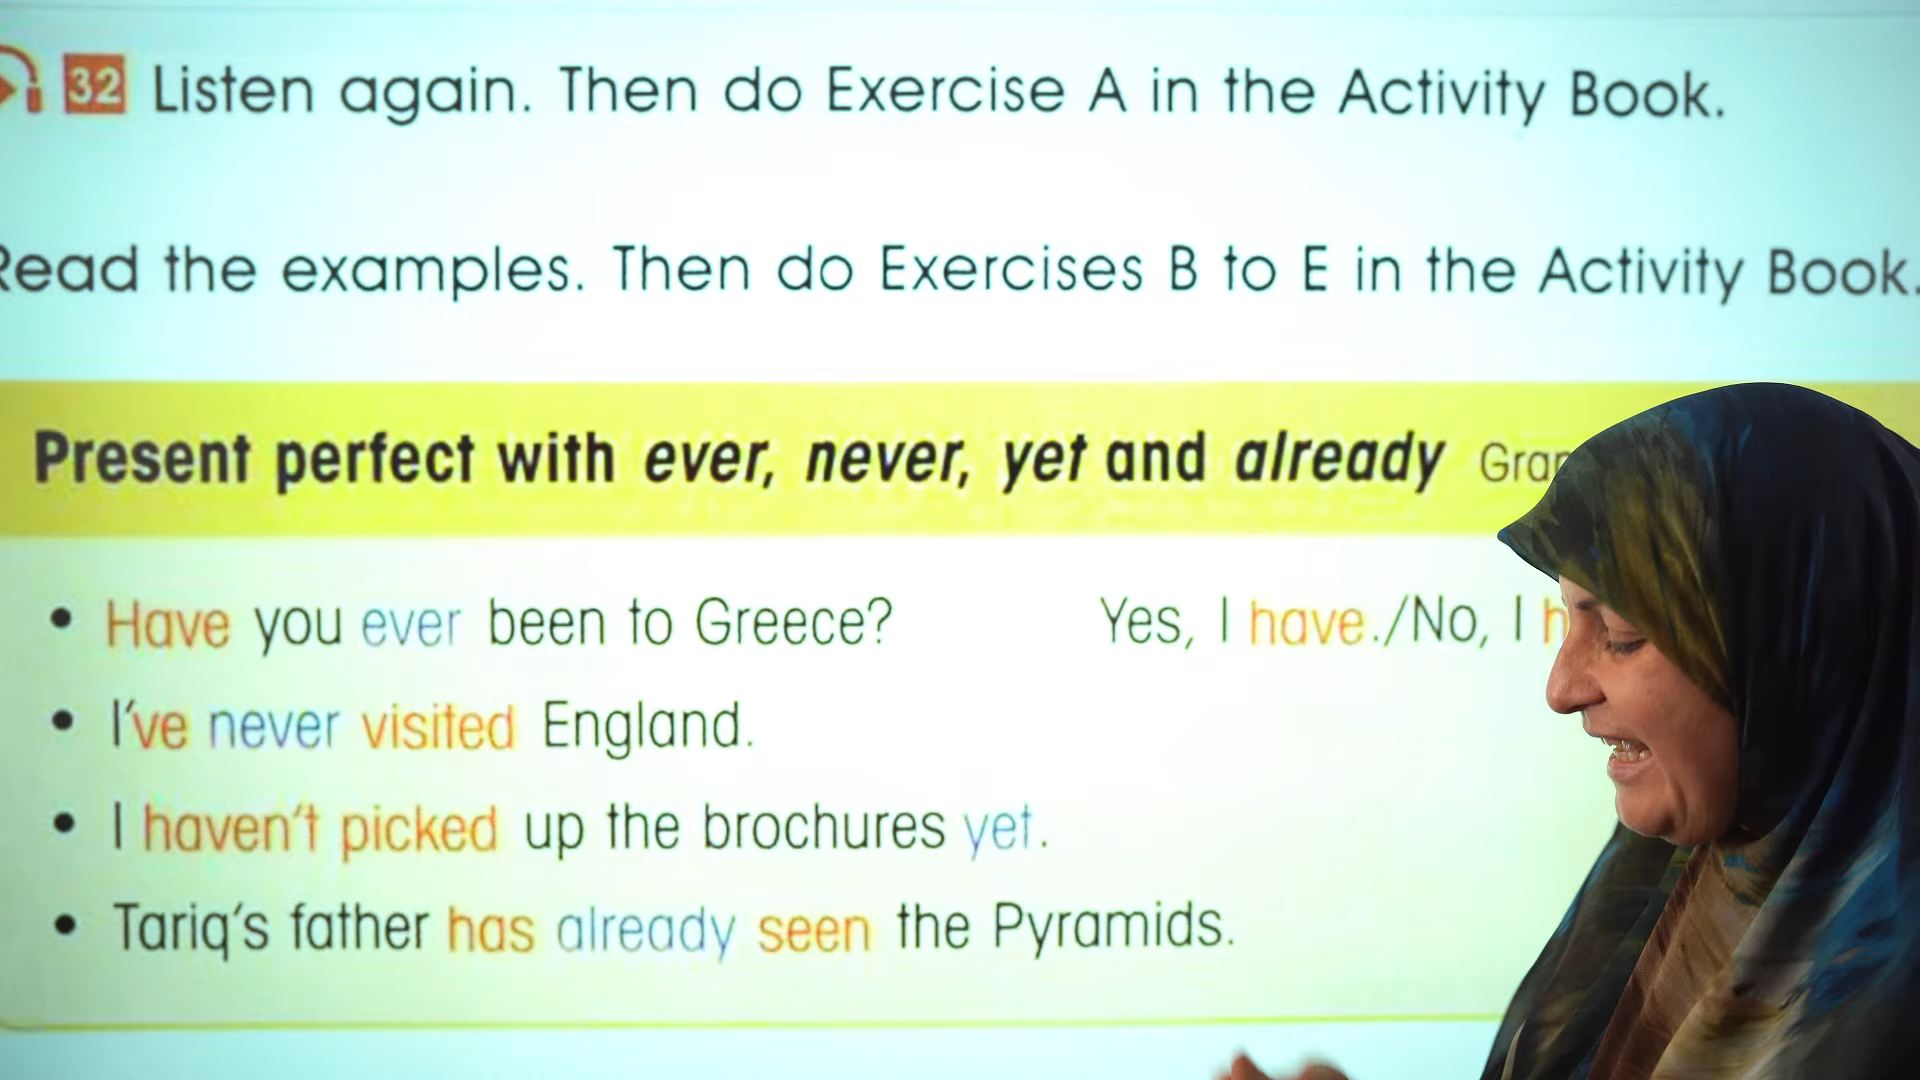 32 Listen again. Then do Exercise A in the Activity Book.
Read the examples. Then do Exercises B to E in the Activity Book.
Present perfect with ever, never, yet and already
• Have you ever been to Greece? Yes, I have./No, I
• I've never visited England.
• I haven't picked up the brochures yet.
• Tariq's father has already seen the Pyramids.